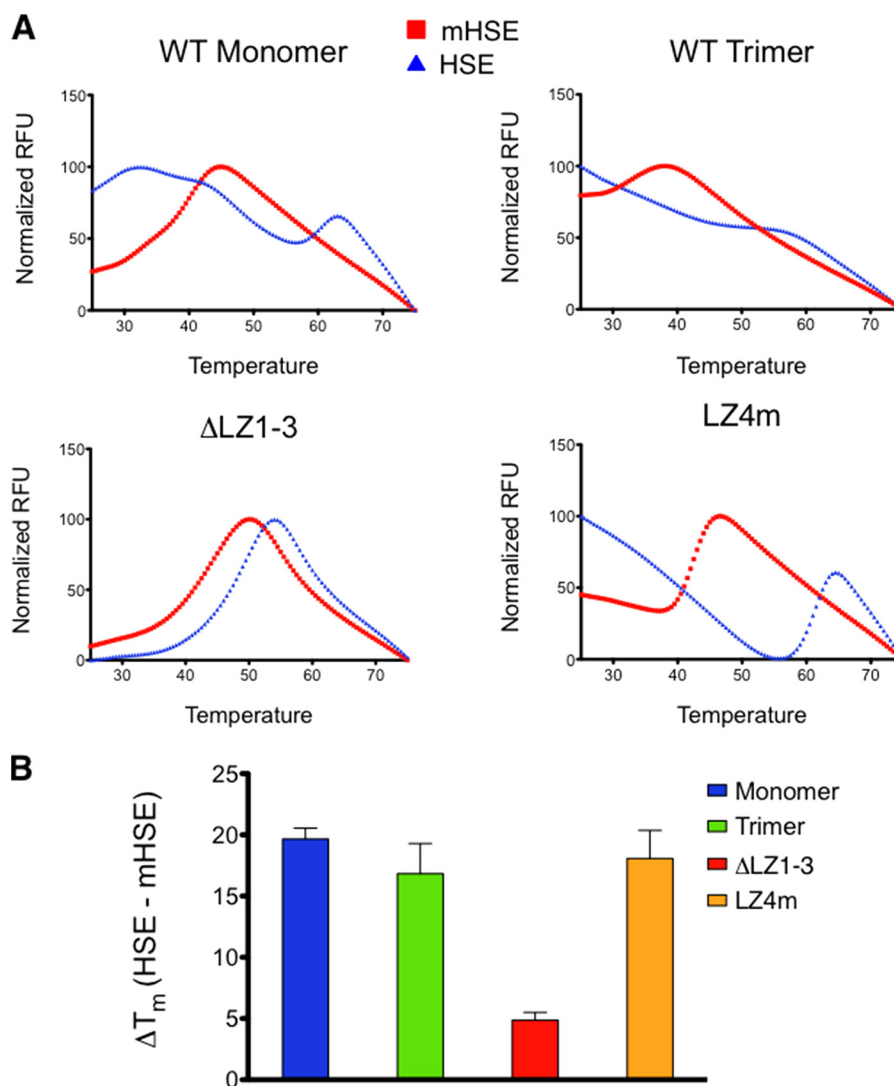 A
mHSE
HSE
WT Monomer
WT Trimer
Normalized RFU
150
100
50
0
30 40 50 60 70
Temperature
Normalized RFU
150
100
50
0
30 40 50 60 70
Temperature
ΔLZ1-3
LZ4m
Normalized RFU
150
100
50
0
30 40 50 60 70
Temperature
Normalized RFU
150
100
50
0
30 40 50 60 70
Temperature
B
ΔTm (HSE - mHSE)
25
20
15
10
5
0
Monomer
Trimer
ΔLZ1-3
LZ4m